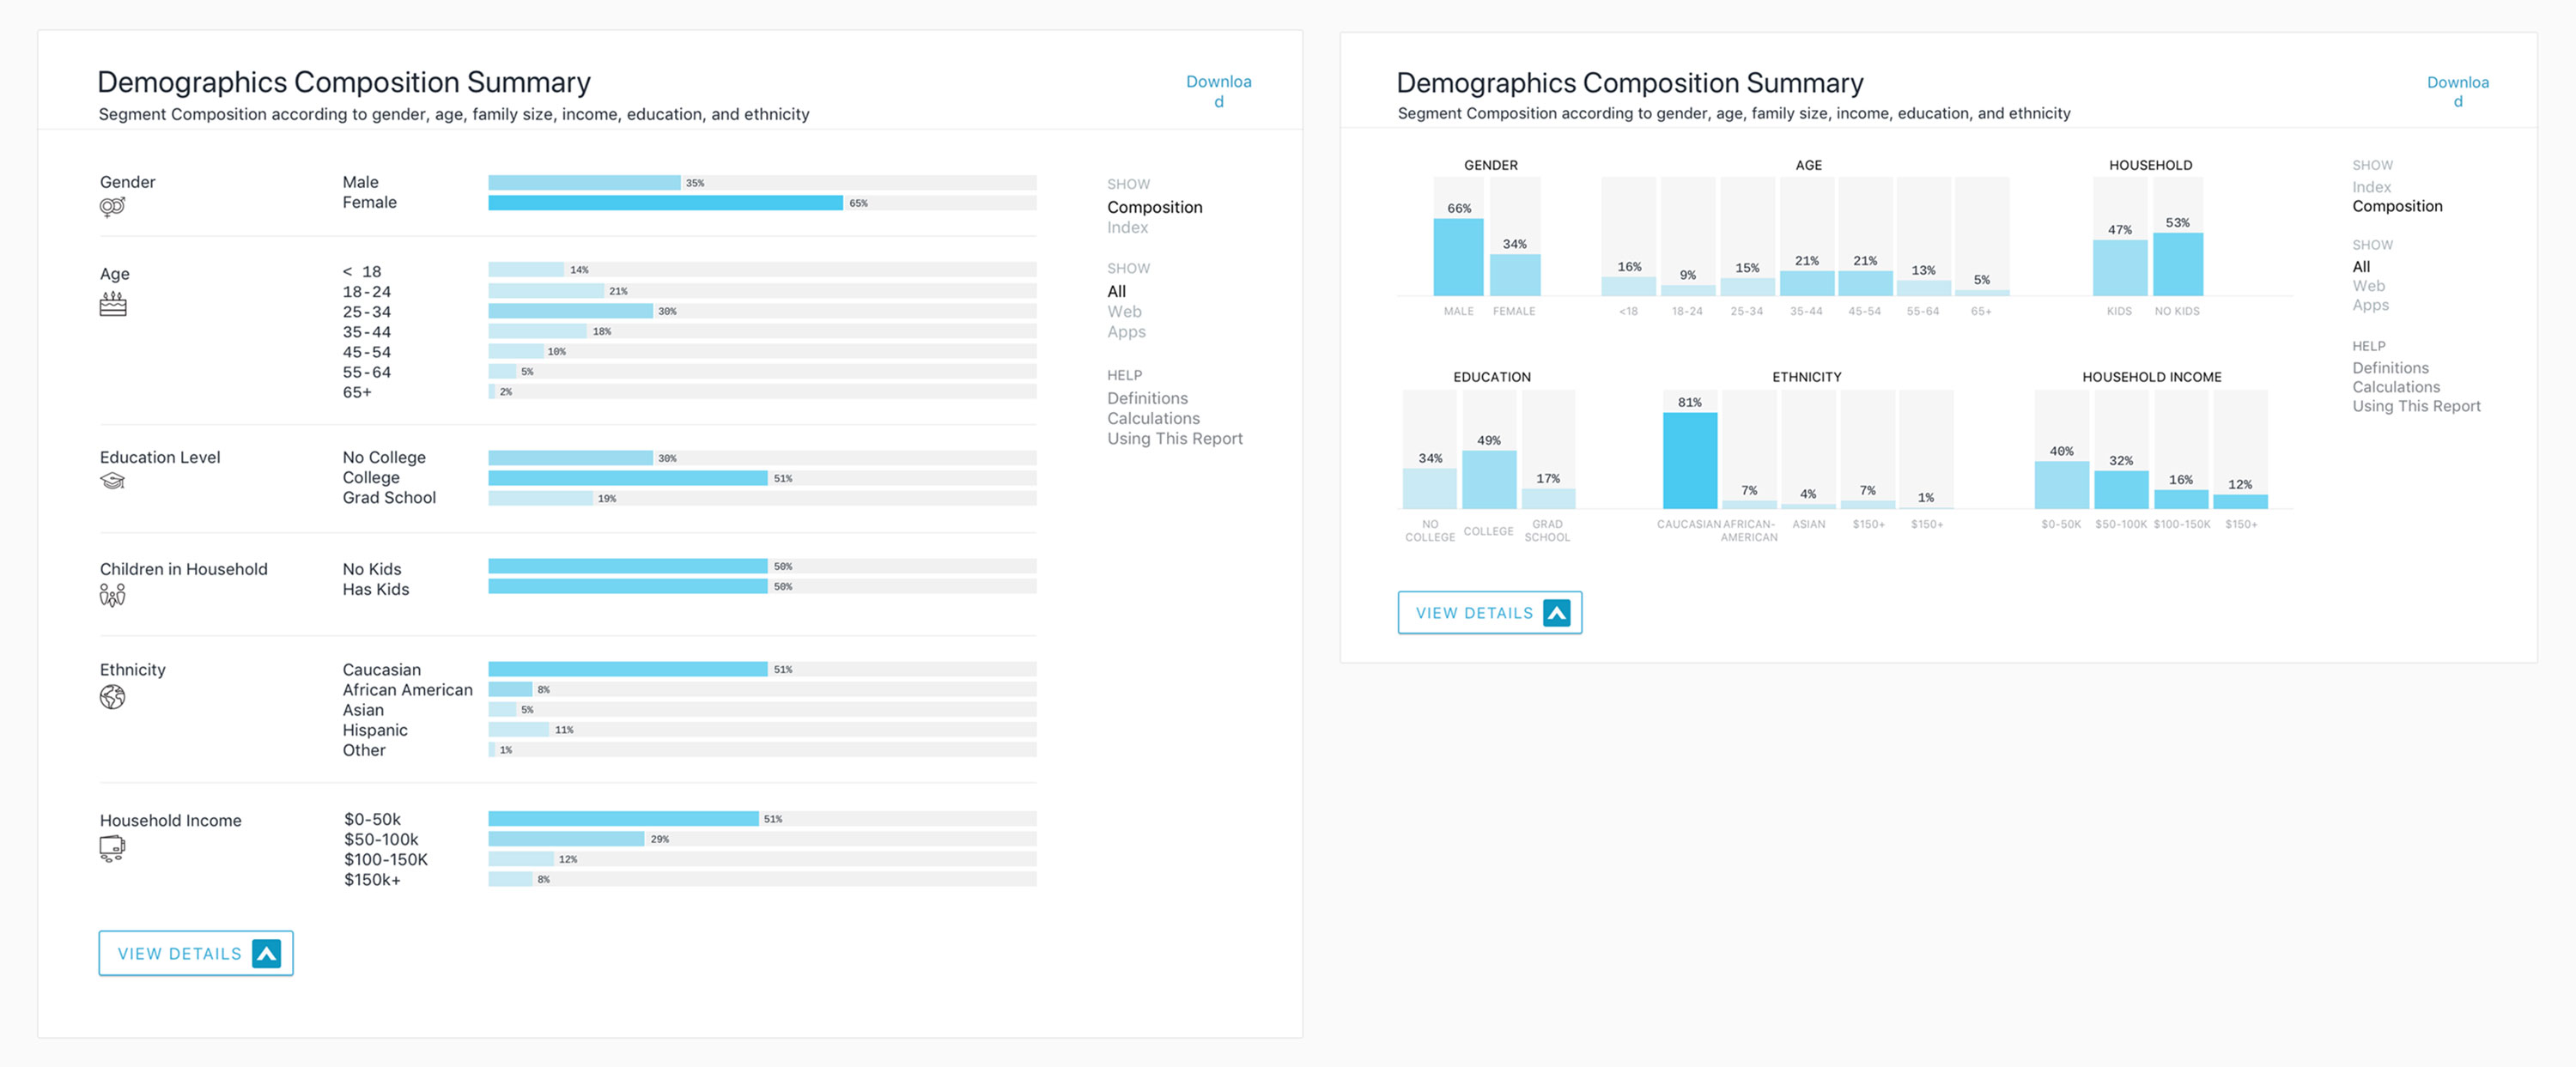 Demographics Composition Summary
Segment Composition according to gender, age, family size, income, education, and ethnicity
Downloa
d
Gender
Male 35%
Female 65%
Age
< 18 14%
18-24 21%
25-34 30%
35-44 18%
45-54 10%
55-64 5%
65+ 2%
Education Level
No College 30%
College 51%
Grad School 19%
Children in Household
No Kids 50%
Has Kids 50%
Ethnicity
Caucasian 51%
African American 8%
Asian 5%
Hispanic 11%
Other 1%
Household Income
$0-50k 51%
$50-100k 29%
$100-150K 12%
$150k+ 8%
VIEW DETAILS
SHOW
Composition
Index
SHOW
All
Web
Apps
HELP
Definitions
Calculations
Using This Report
Demographics Composition Summary
Segment Composition according to gender, age, family size, income, education, and ethnicity
Downloa
d
GENDER
66% 34%
MALE FEMALE
AGE
16% 9% 15% 21% 21% 13% 5%
<18 18-24 25-34 35-44 45-54 55-64 65+
HOUSEHOLD
47% 53%
KIDS NO KIDS
EDUCATION
34% 49% 17%
NO COLLEGE COLLEGE GRAD SCHOOL
ETHNICITY
81% 7% 4% 7% 1%
CAUCASIAN AFRICAN-AMERICAN ASIAN $150+ $150+
HOUSEHOLD INCOME
40% 32% 16% 12%
$0-50K $50-100K $100-150K $150+
SHOW
Index
Composition
SHOW
All
Web
Apps
HELP
Definitions
Calculations
Using This Report
VIEW DETAILS